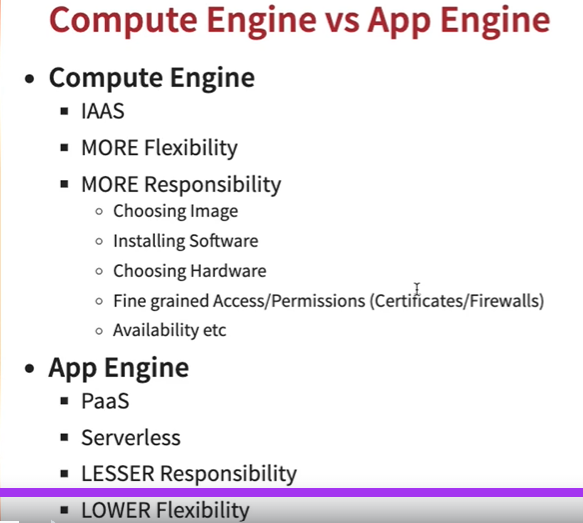 Compute Engine vs App Engine
Compute Engine
IAAS
MORE Flexibility
MORE Responsibility
Choosing Image
Installing Software
Choosing Hardware
Fine grained Access/Permissions (Certificates/Firewalls)
Availability etc
App Engine
PaaS
Serverless
LESSER Responsibility
LOWER Flexibility